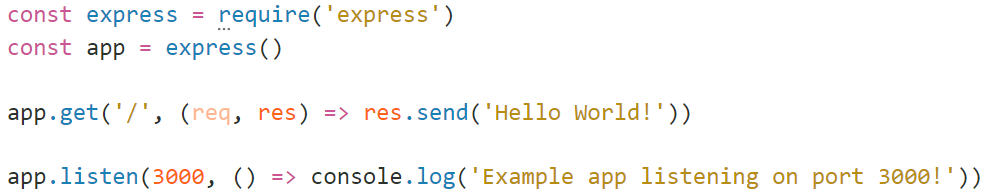 const express = require('express')
const app = express()
app.get('/', (req, res) => res.send('Hello World!'))
app.listen(3000, () => console.log('Example app listening on port 3000!'))